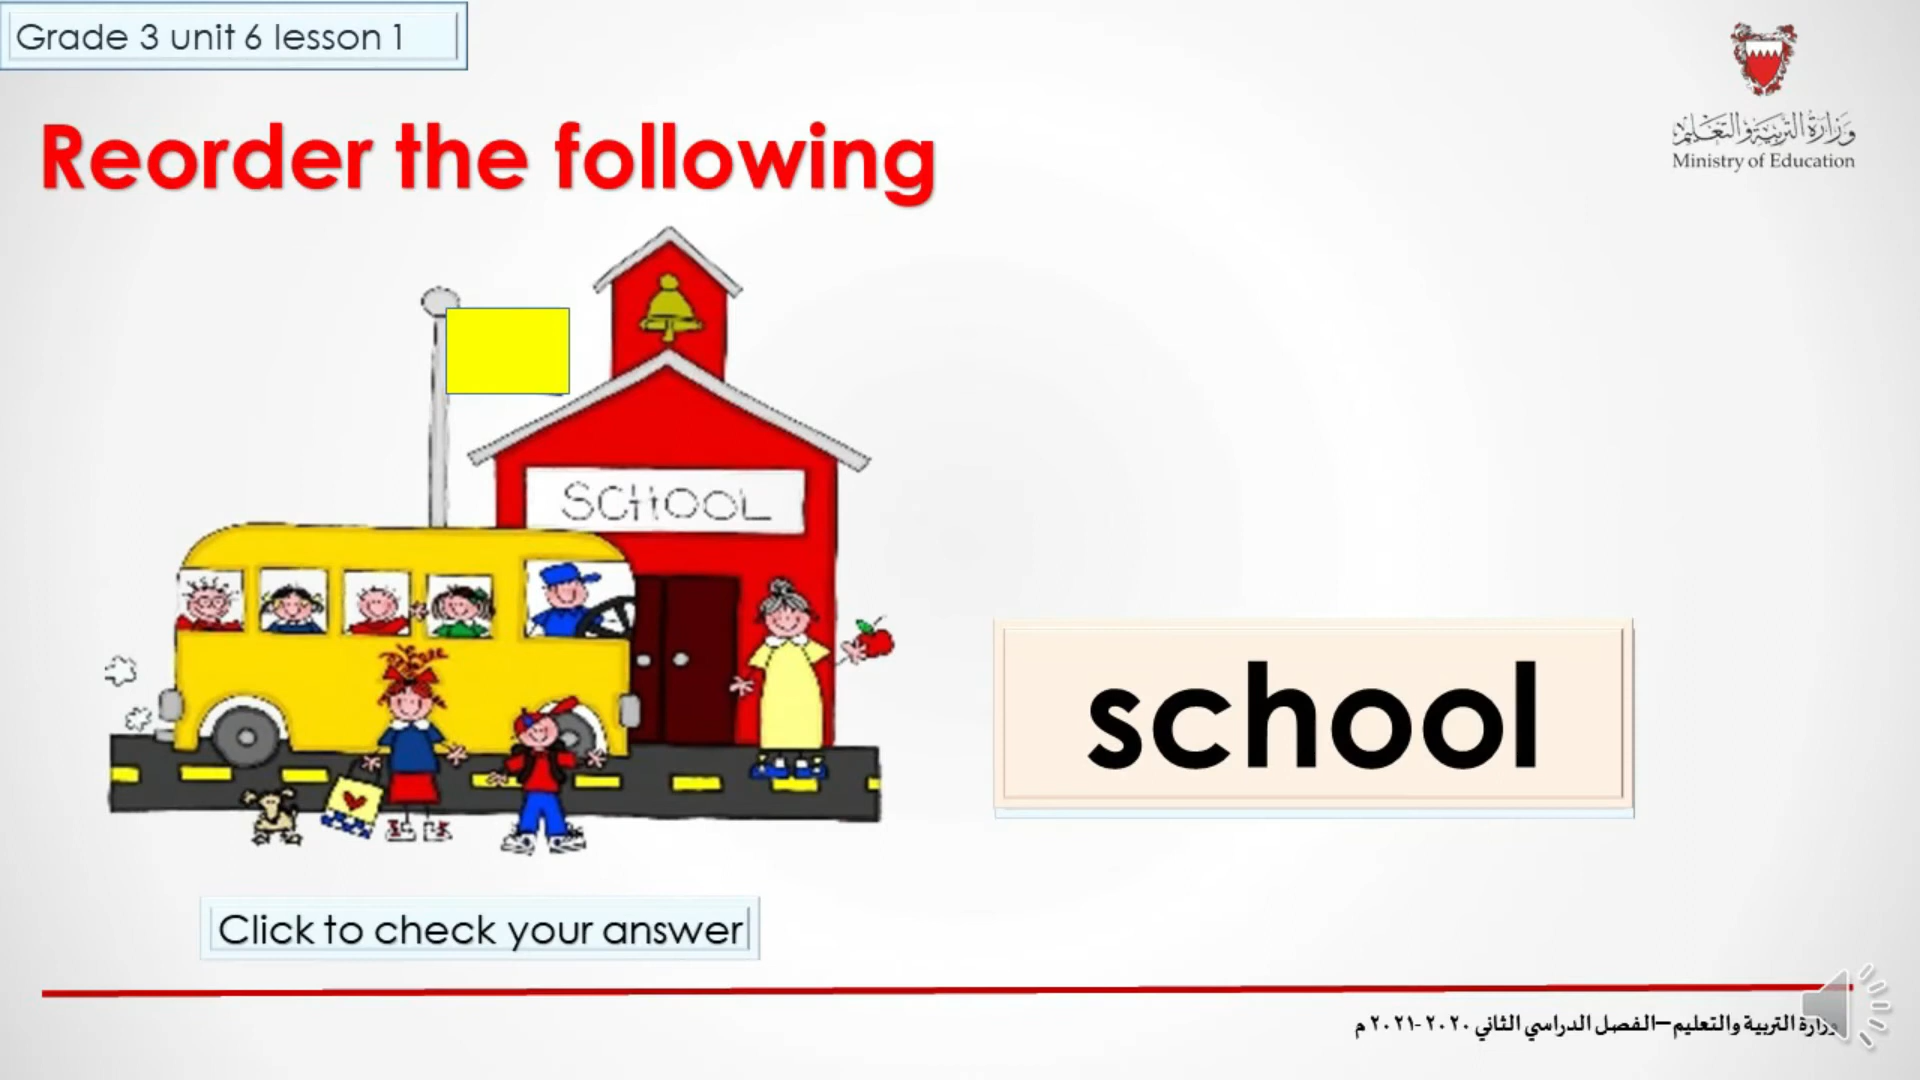 Grade 3 unit 6 lesson 1
وزارة التربية والتعليم
Ministry of Education
Reorder the following
SCHOOL
school
Click to check your answer
وزارة التربية والتعليم –الفصل الدراسي الثاني ٢٠٢٠-٢٠٢١ م